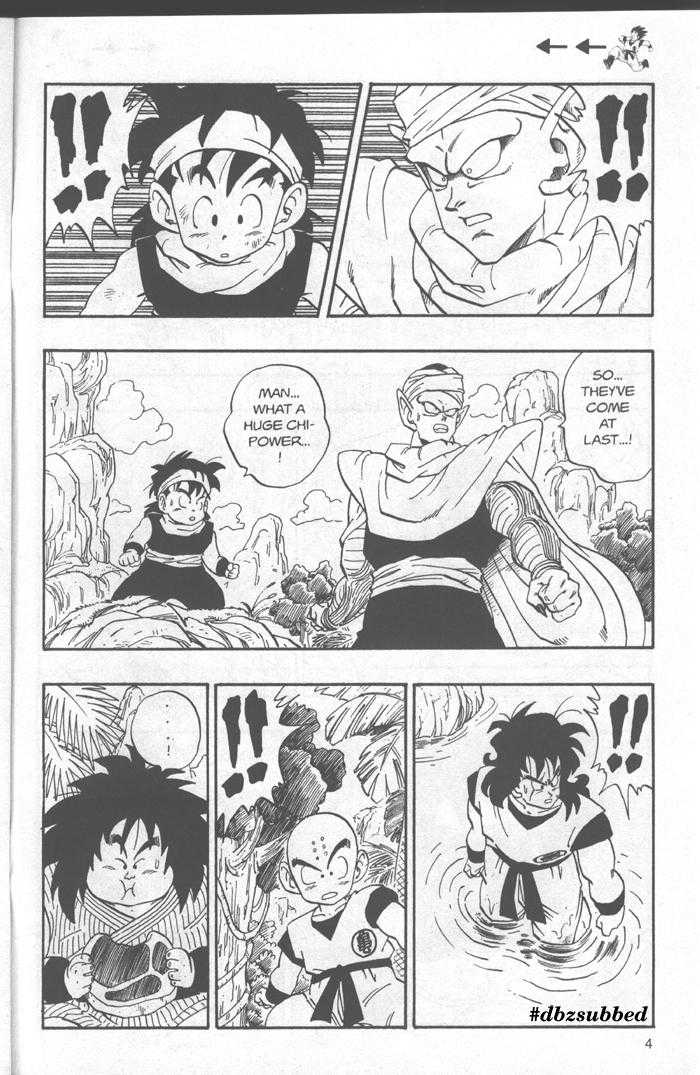 !!
!!
SO...
THEY'VE
COME
AT
LAST...!
MAN...
WHAT A
HUGE CHI-
POWER...
!
!!
!!
...!
#dbzsubbed
4